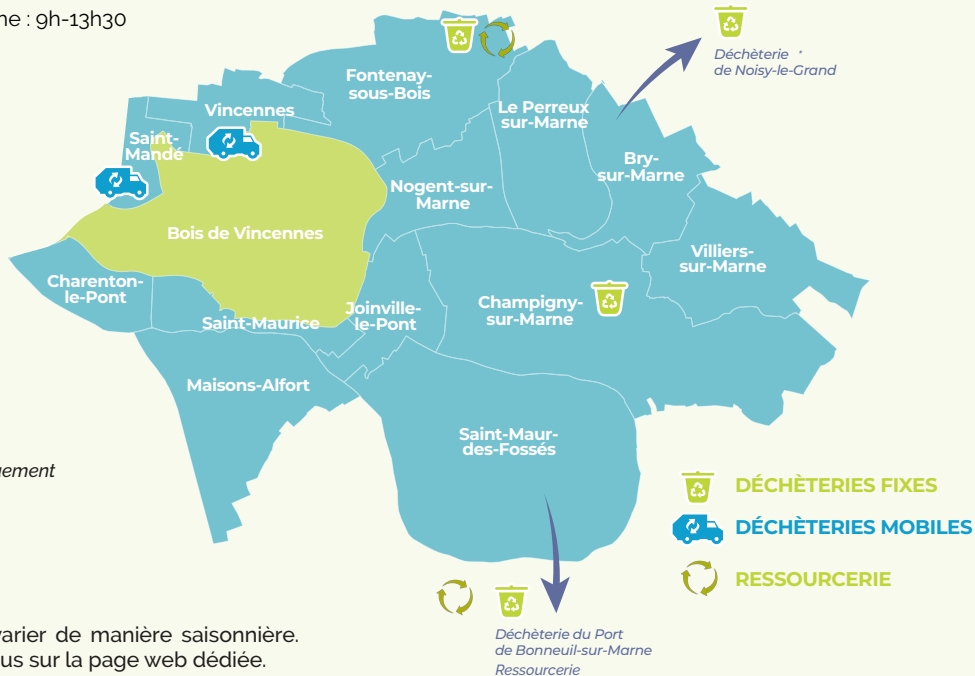 ne : 9h-13h30
Déchèterie *
de Noisy-le-Grand
Fontenay-
sous-Bois
Vincennes
Le Perreux
sur-Marne
Saint-
Mandé
Bry-
sur-Marne
Nogent-sur-
Marne
Bois de Vincennes
Villiers-
sur-Marne
Charenton-
le-Pont
Champigny-
sur-Marne
Joinville-
le-Pont
Saint-Maurice
Maisons-Alfort
Saint-Maur-
des-Fossés
gement
DÉCHÈTERIES FIXES
DÉCHÈTERIES MOBILES
RESSOURCERIE
varier de manière saisonnière.
us sur la page web dédiée.
Déchèterie du Port
de Bonneuil-sur-Marne
Ressourcerie